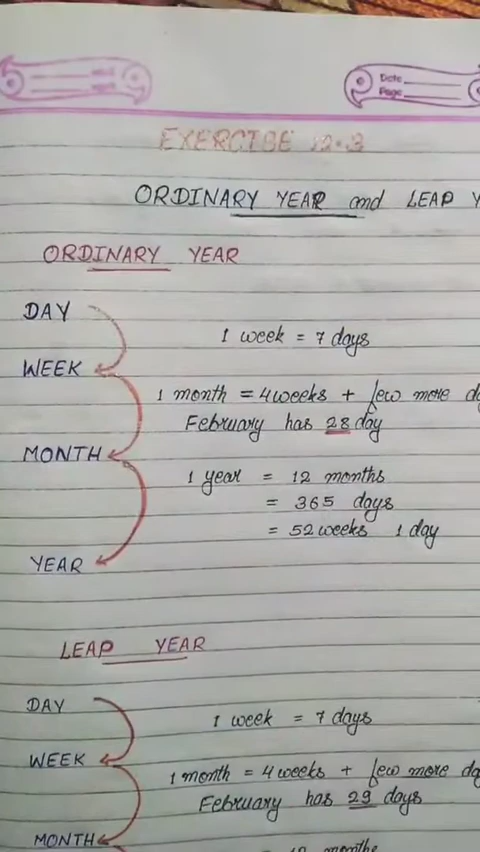 Date
Page
EXERCISE 12.3
ORDINARY YEAR and LEAP
ORDINARY YEAR
DAY
1 week = 7 days
WEEK
1 month = 4 weeks + few more
February has 28 day
MONTH
1 year = 12 months
= 365 days
= 52 weeks 1 day
YEAR
LEAP YEAR
DAY
1 week = 7 days
WEEK
1 month = 4 weeks + few more
February has 29 days
MONTH
12 months